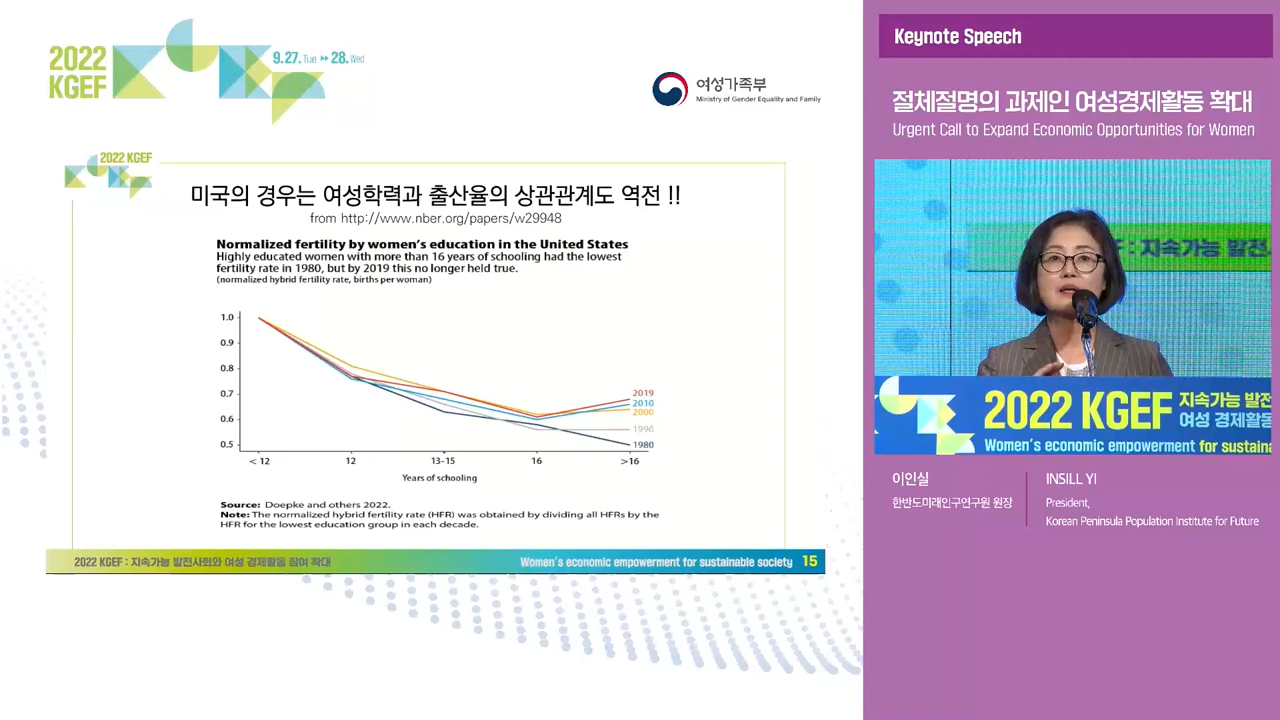 2022
KGEF
9.27. Tue ▸▸ 28. Wed
여성가족부
Ministry of Gender Equality and Family
2022 KGEF
미국의 경우는 여성학력과 출산율의 상관관계도 역전 !!
from http://www.nber.org/papers/w29948
Normalized fertility by women's education in the United States
Highly educated women with more than 16 years of schooling had the lowest
fertility rate in 1980, but by 2019 this no longer held true.
(normalized hybrid fertility rate, births per woman)
1.0
0.9
0.8
0.7
0.6
0.5
2019
2010
2000
1990
1980
< 12
12
13-15
16
>16
Years of schooling
Source: Doepke and others 2022.
Note: The normalized hybrid fertility rate (HFR) was obtained by dividing all HFRs by the
HFR for the lowest education group in each decade.
2022 KGEF : 지속가능 발전사회와 여성 경제활동 참여 확대
Women's economic empowerment for sustainable society 15
Keynote Speech
절체절명의 과제인 여성경제활동 확대
Urgent Call to Expand Economic Opportunities for Women
F : 지속가능 발전
2022 KGEF
지속가능 발전
여성 경제활동
Women's economic empowerment for sustaina
이인실
한반도미래인구연구원 원장
INSILL YI
President,
Korean Peninsula Population Institute for Future